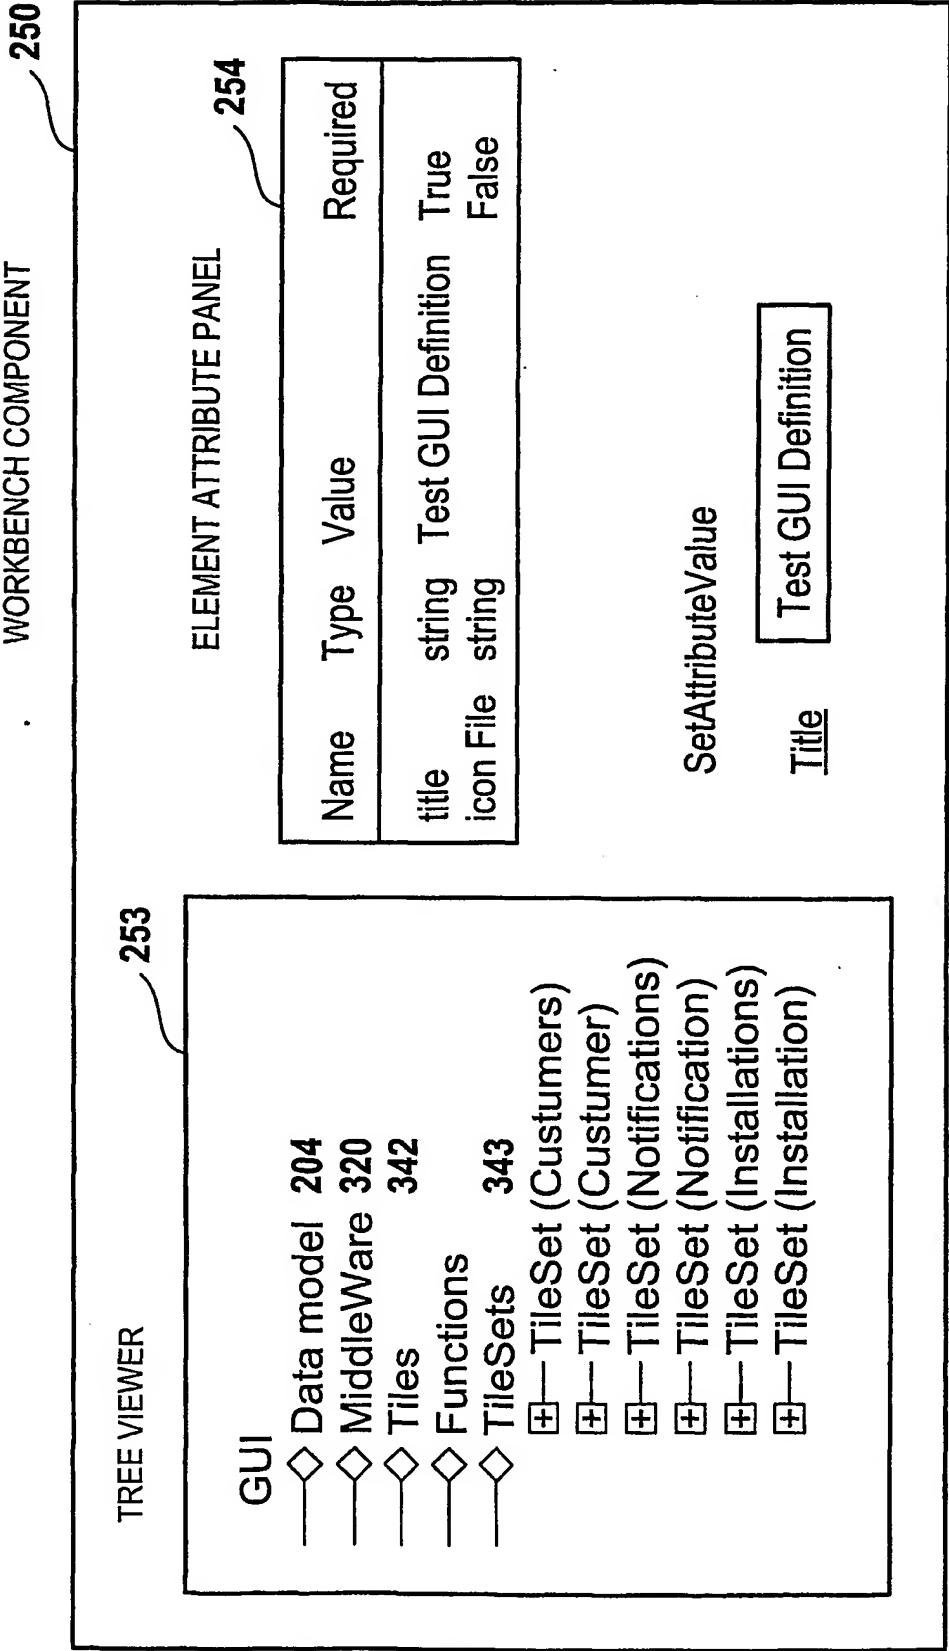 WORKBENCH COMPONENT
250
TREE VIEWER
253
GUI
Data model 204
MiddleWare 320
Tiles 342
Functions
TileSets 343
TileSet (Custumers)
TileSet (Custumer)
TileSet (Notifications)
TileSet (Notification)
TileSet (Installations)
TileSet (Installation)
ELEMENT ATTRIBUTE PANEL
254
Name Type Value Required
title string Test GUI Definition True
icon File string False
SetAttributeValue
Title Test GUI Definition